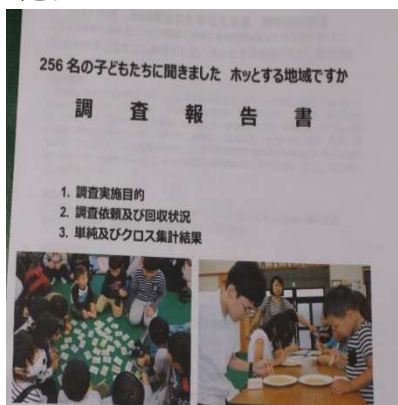 256 名の子どもたちに聞きました ホッとする地域ですか
調 査 報 告 書
1. 調査実施目的
2. 調査依頼及び回収状況
3. 単純及びクロス集計結果